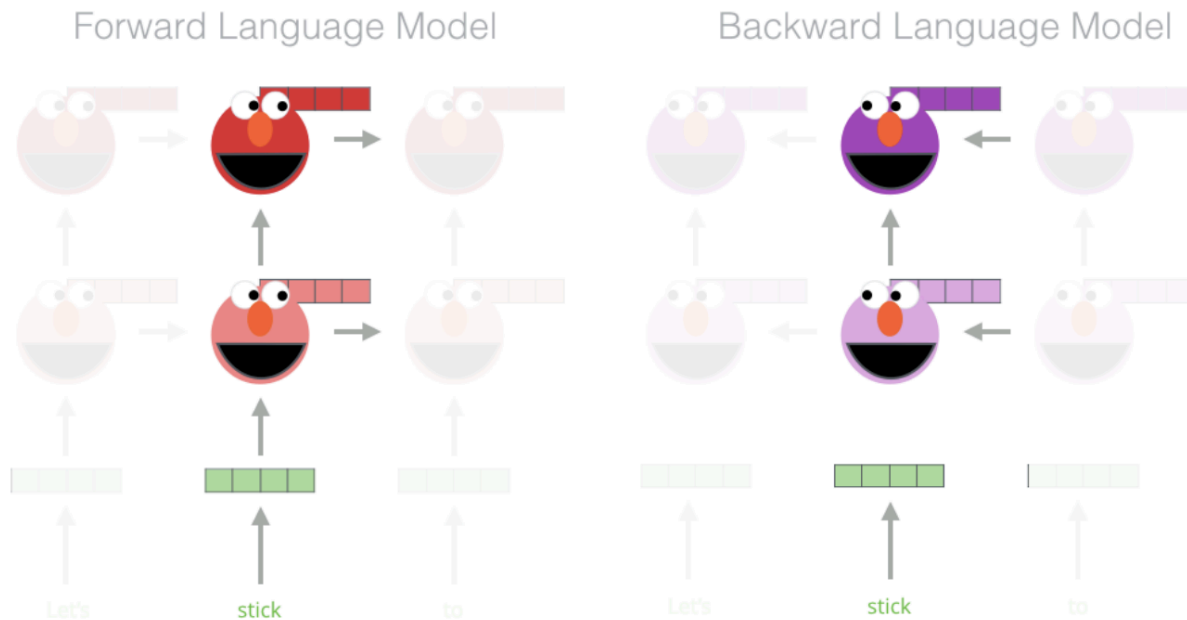 Forward Language Model
Backward Language Model
Let's
stick
to
Let's
stick
to